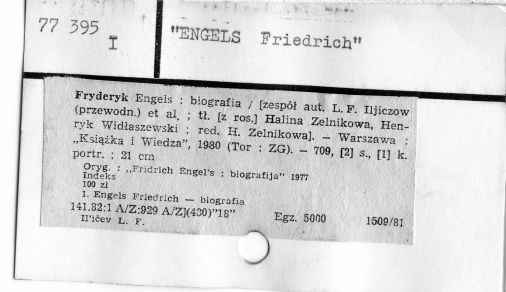 77 395
I
"ENGELS Friedrich"
Fryderyk Engels : biografia / [zespół aut. L. F. Iljiczow
(przewodn.) et al. ; tł. [z ros.] Halina Zelnikowa, Hen-
ryk Widłaszewski ; red. H. Zelnikowa]. — Warszawa :
„Książka i Wiedza", 1980 (Tor : ZG). — 709, [2] s., [1] k.
portr. ; 21 cm
Oryg. : „Fridrich Engel's : biografija" 1977
Indeks
100 zł
1. Engels Friedrich — biografia
141.82:1 A/Z:929 A/Z](430)"18" Egz. 5000 1509/81
Il'ičev L. F.